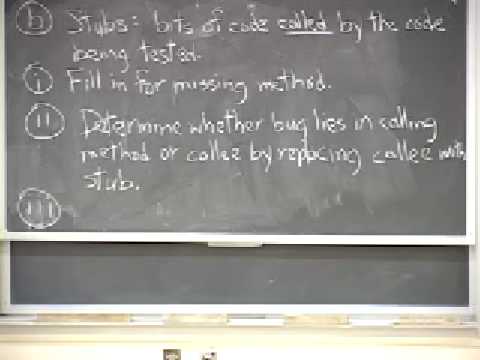 (b) Stubs: bits of code called by the code
being tested.
(i) Fill in for missing method.
(ii) Determine whether bug lies in calling
method or callee by replacing callee with
stub.
(iii)